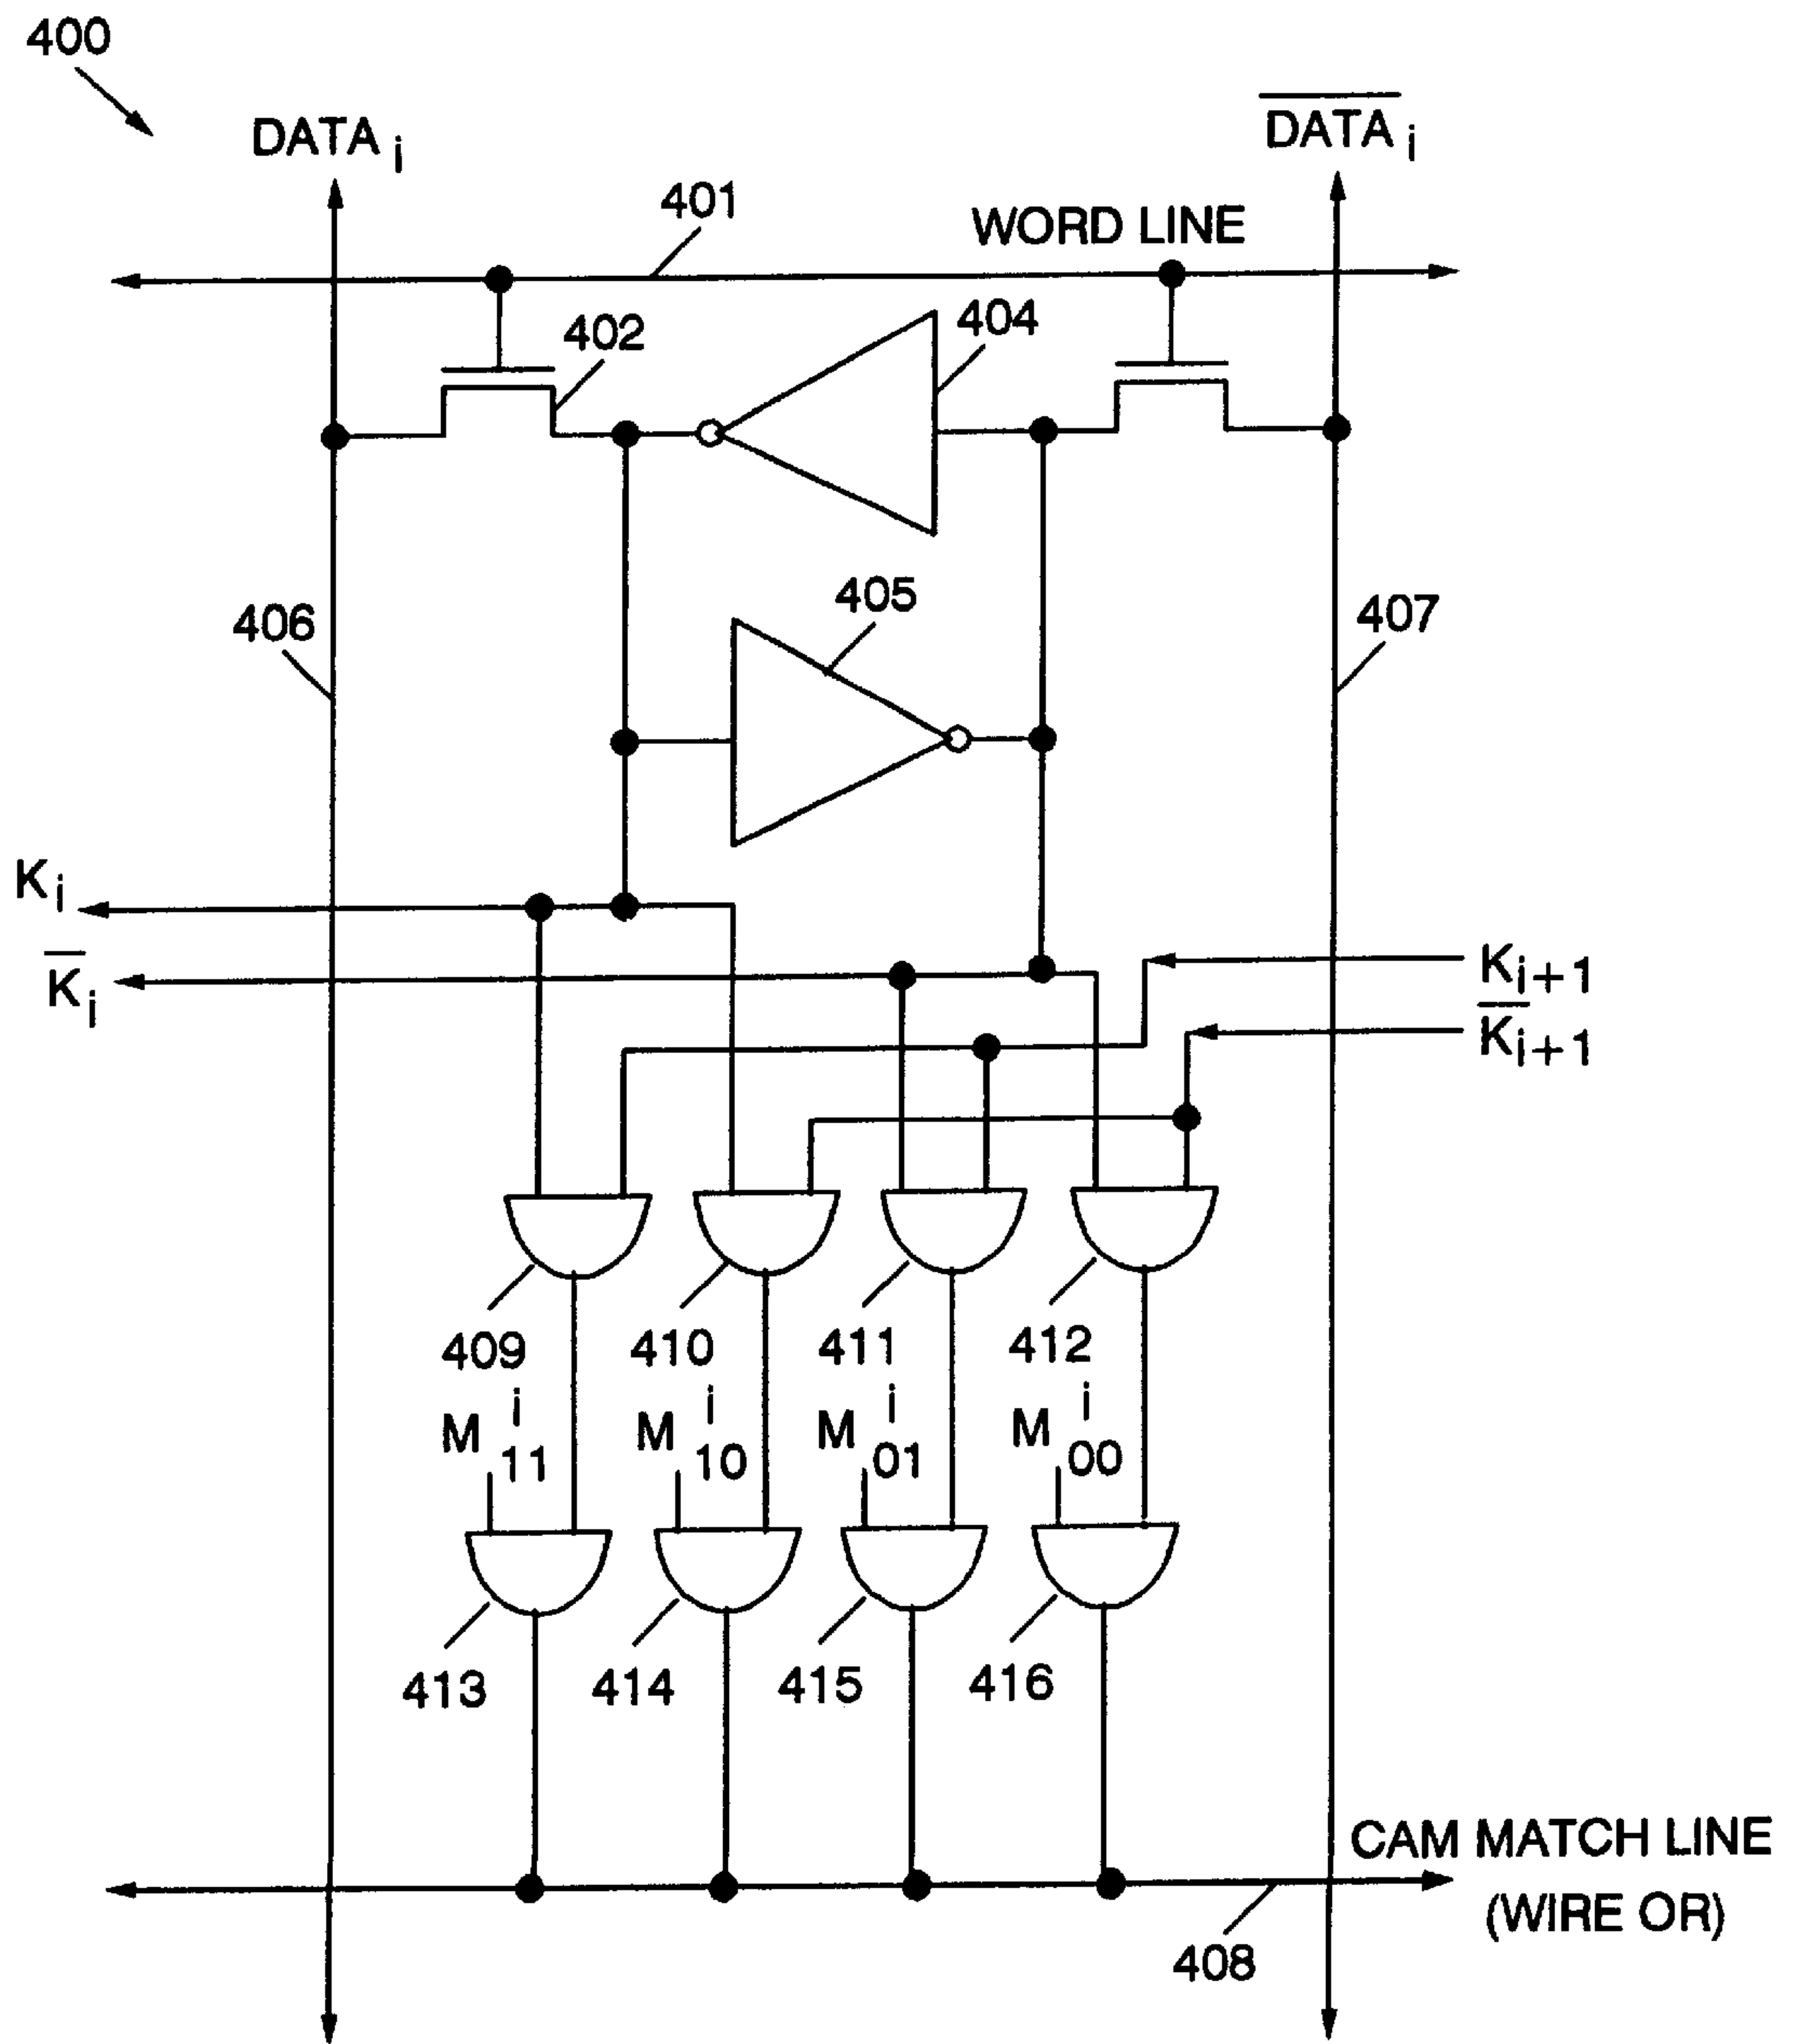 400
DATA i
DATA i
401
WORD LINE
402
404
405
406
407
K i
K i
K i+1
K i+1
409
410
411
412
M i 11
M i 10
M i 01
M i 00
413
414
415
416
CAM MATCH LINE
(WIRE OR)
408